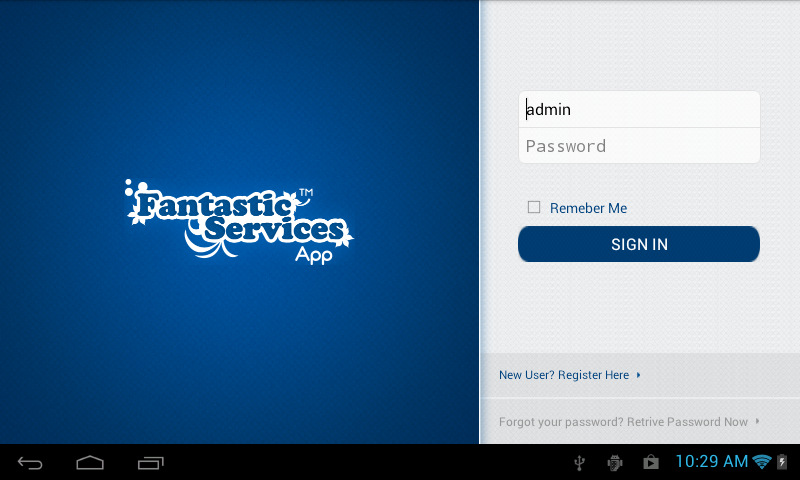 Fantastic™
Services
App
admin
Password
Remeber Me
SIGN IN
New User? Register Here
Forgot your password? Retrive Password Now
10:29 AM